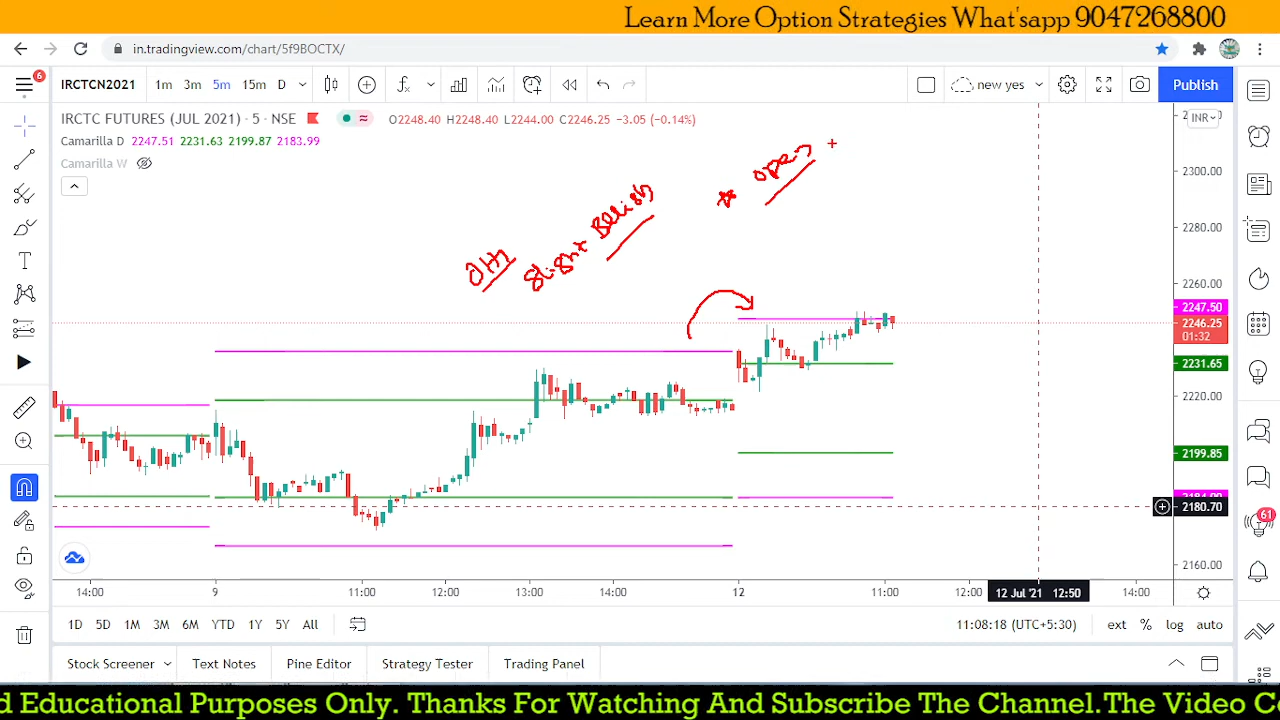 Learn More Option Strategies What'sapp 9047268800
in.tradingview.com/chart/5f9BOCTX/
6
IRCTCN2021
1m 3m 5m 15m D
new yes
Publish
IRCTC FUTURES (JUL 2021) · 5 · NSE
O2248.40 H2248.40 L2244.00 C2246.25 -3.05 (-0.14%)
INR
Camarilla D 2247.51 2231.63 2199.87 2183.99
Camarilla W
open
2300.00
2280.00
2260.00
2247.50
2246.25
01:32
2231.65
2220.00
2199.85
2180.70
61
2160.00
14:00 9 11:00 12:00 13:00 14:00 12 11:00 12:00 12 Jul '21 12:50 14:00
1D 5D 1M 3M 6M YTD 1Y 5Y All
11:08:18 (UTC+5:30) ext % log auto
Stock Screener Text Notes Pine Editor Strategy Tester Trading Panel
d Educational Purposes Only. Thanks For Watching And Subscribe The Channel.The Video C